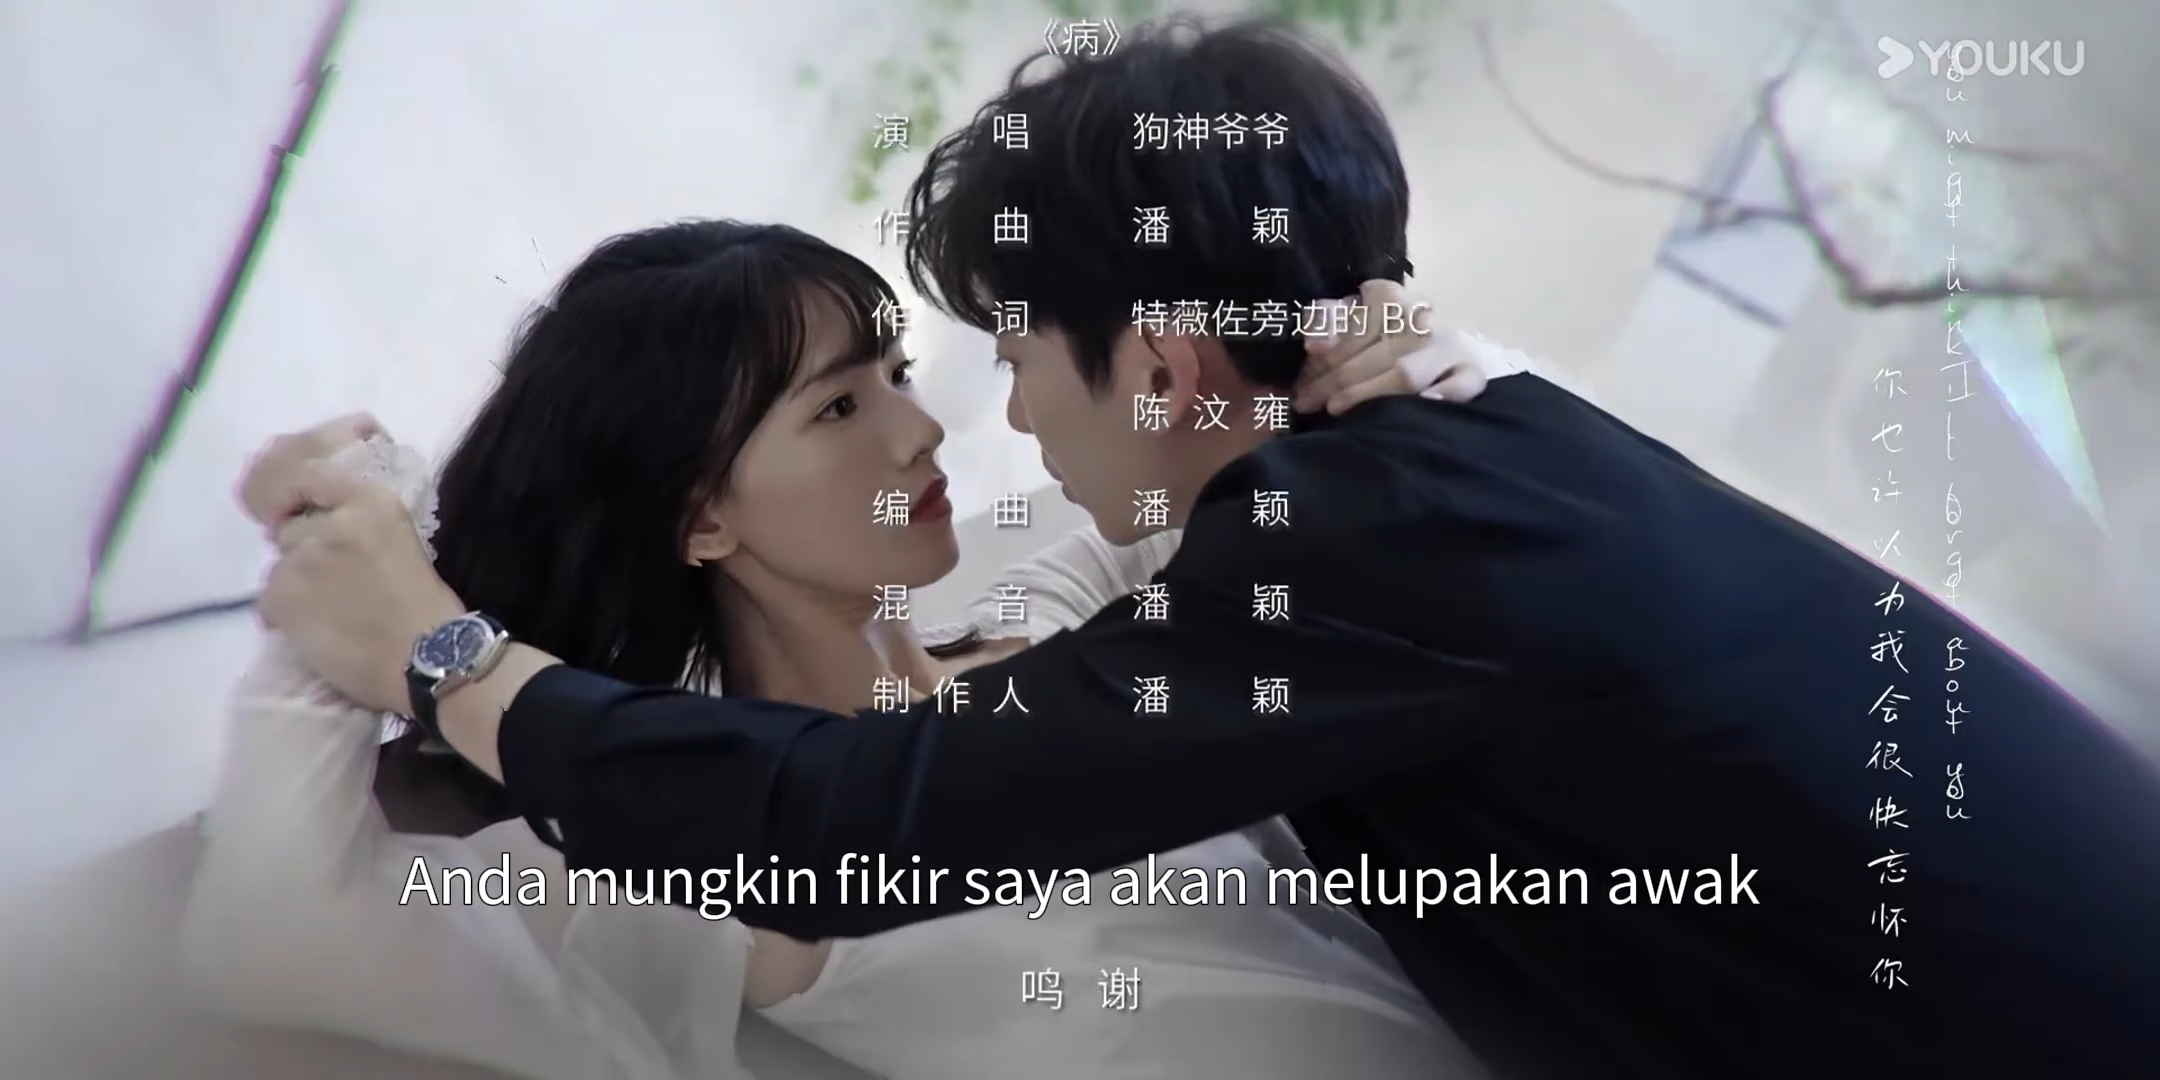 《病》
YOUKU
演 唱 狗神爷爷
作 曲 潘 颖
作 词 特薇佐旁边的 BC
陈 汶 雍
编 曲 潘 颖
混 音 潘 颖
制 作 人 潘 颖
Anda mungkin fikir saya akan melupakan awak
鸣 谢
你也许以为我会很快忘怀你